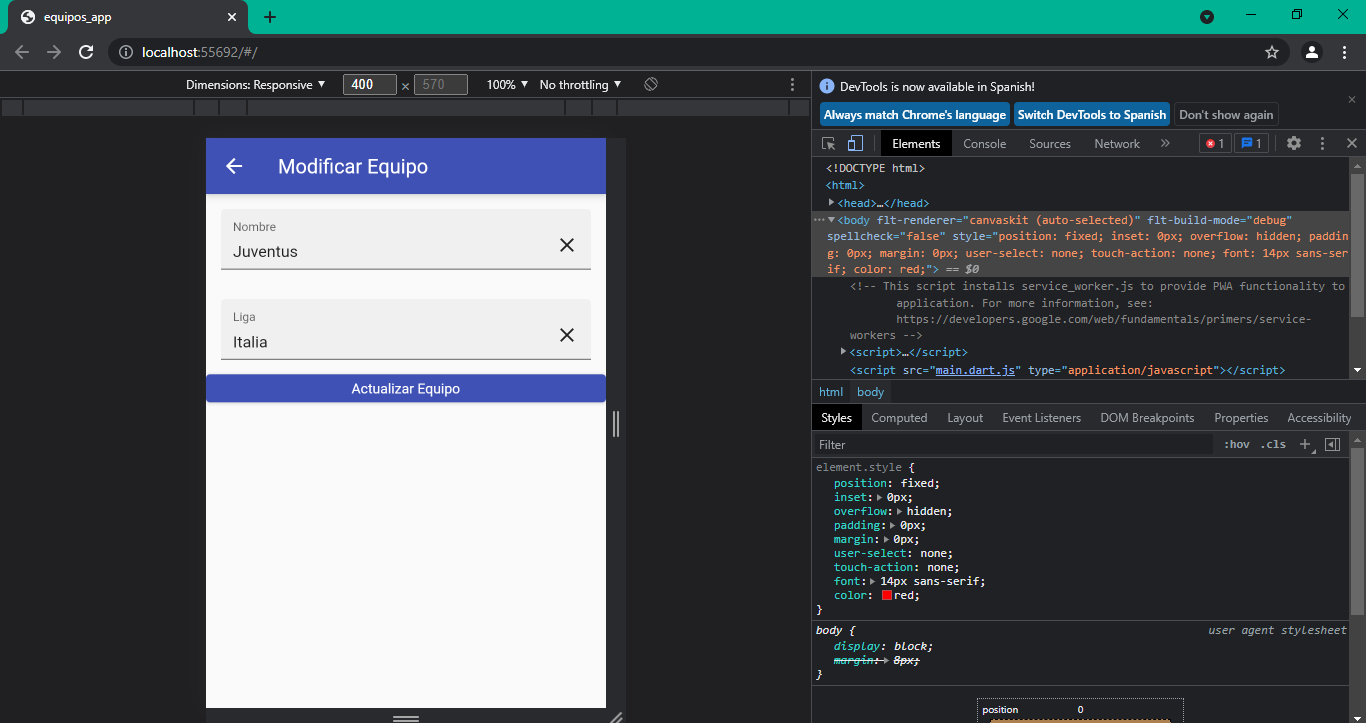 equipos_app
localhost:55692/#/
Dimensions: Responsive ▼ 400 × 570 100% ▼ No throttling ▼
Modificar Equipo
Nombre
Juventus
Liga
Italia
Actualizar Equipo
DevTools is now available in Spanish!
Always match Chrome's language Switch DevTools to Spanish Don't show again
Elements Console Sources Network » 1 1
<!DOCTYPE html>
<html>
<head>…</head>
<body flt-renderer="canvaskit (auto-selected)" flt-build-mode="debug"
spellcheck="false" style="position: fixed; inset: 0px; overflow: hidden; paddin
g: 0px; margin: 0px; user-select: none; touch-action: none; font: 14px sans-ser
if; color: red;"> == $0
<!-- This script installs service_worker.js to provide PWA functionality to
application. For more information, see:
https://developers.google.com/web/fundamentals/primers/service-
workers -->
<script>…</script>
<script src="main.dart.js" type="application/javascript"></script>
html body
Styles Computed Layout Event Listeners DOM Breakpoints Properties Accessibility
Filter :hov .cls +
element.style {
position: fixed;
inset: 0px;
overflow: hidden;
padding: 0px;
margin: 0px;
user-select: none;
touch-action: none;
font: 14px sans-serif;
color: red;
}
body { user agent stylesheet
display: block;
margin: 8px;
}
position 0